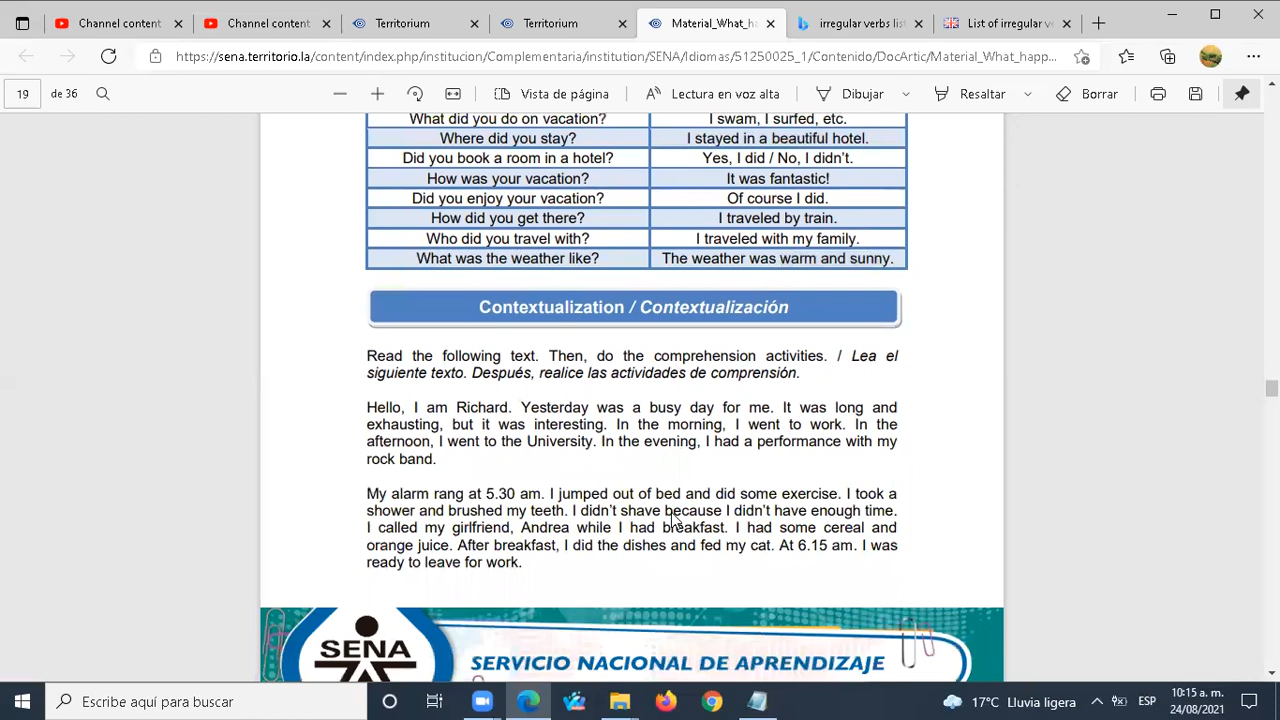 Channel content
Channel content
Territorium
Territorium
Material_What_ha
irregular verbs list
List of irregular v
https://sena.territorio.la/content/index.php/institucion/Complementaria/institution/SENA/Idiomas/51250025_1/Contenido/DocArtic/Material_What_happ...
19 de 36
Vista de página
Lectura en voz alta
Dibujar
Resaltar
Borrar
What did you do on vacation? I swam, I surfed, etc.
Where did you stay? I stayed in a beautiful hotel.
Did you book a room in a hotel? Yes, I did / No, I didn't.
How was your vacation? It was fantastic!
Did you enjoy your vacation? Of course I did.
How did you get there? I traveled by train.
Who did you travel with? I traveled with my family.
What was the weather like? The weather was warm and sunny.
Contextualization / Contextualización
Read the following text. Then, do the comprehension activities. / Lea el
siguiente texto. Después, realice las actividades de comprensión.
Hello, I am Richard. Yesterday was a busy day for me. It was long and
exhausting, but it was interesting. In the morning, I went to work. In the
afternoon, I went to the University. In the evening, I had a performance with my
rock band.
My alarm rang at 5.30 am. I jumped out of bed and did some exercise. I took a
shower and brushed my teeth. I didn't shave because I didn't have enough time.
I called my girlfriend, Andrea while I had breakfast. I had some cereal and
orange juice. After breakfast, I did the dishes and fed my cat. At 6.15 am. I was
ready to leave for work.
SENA
SERVICIO NACIONAL DE APRENDIZAJE
Escribe aquí para buscar
17°C Lluvia ligera
ESP
10:15 a. m.
24/08/2021